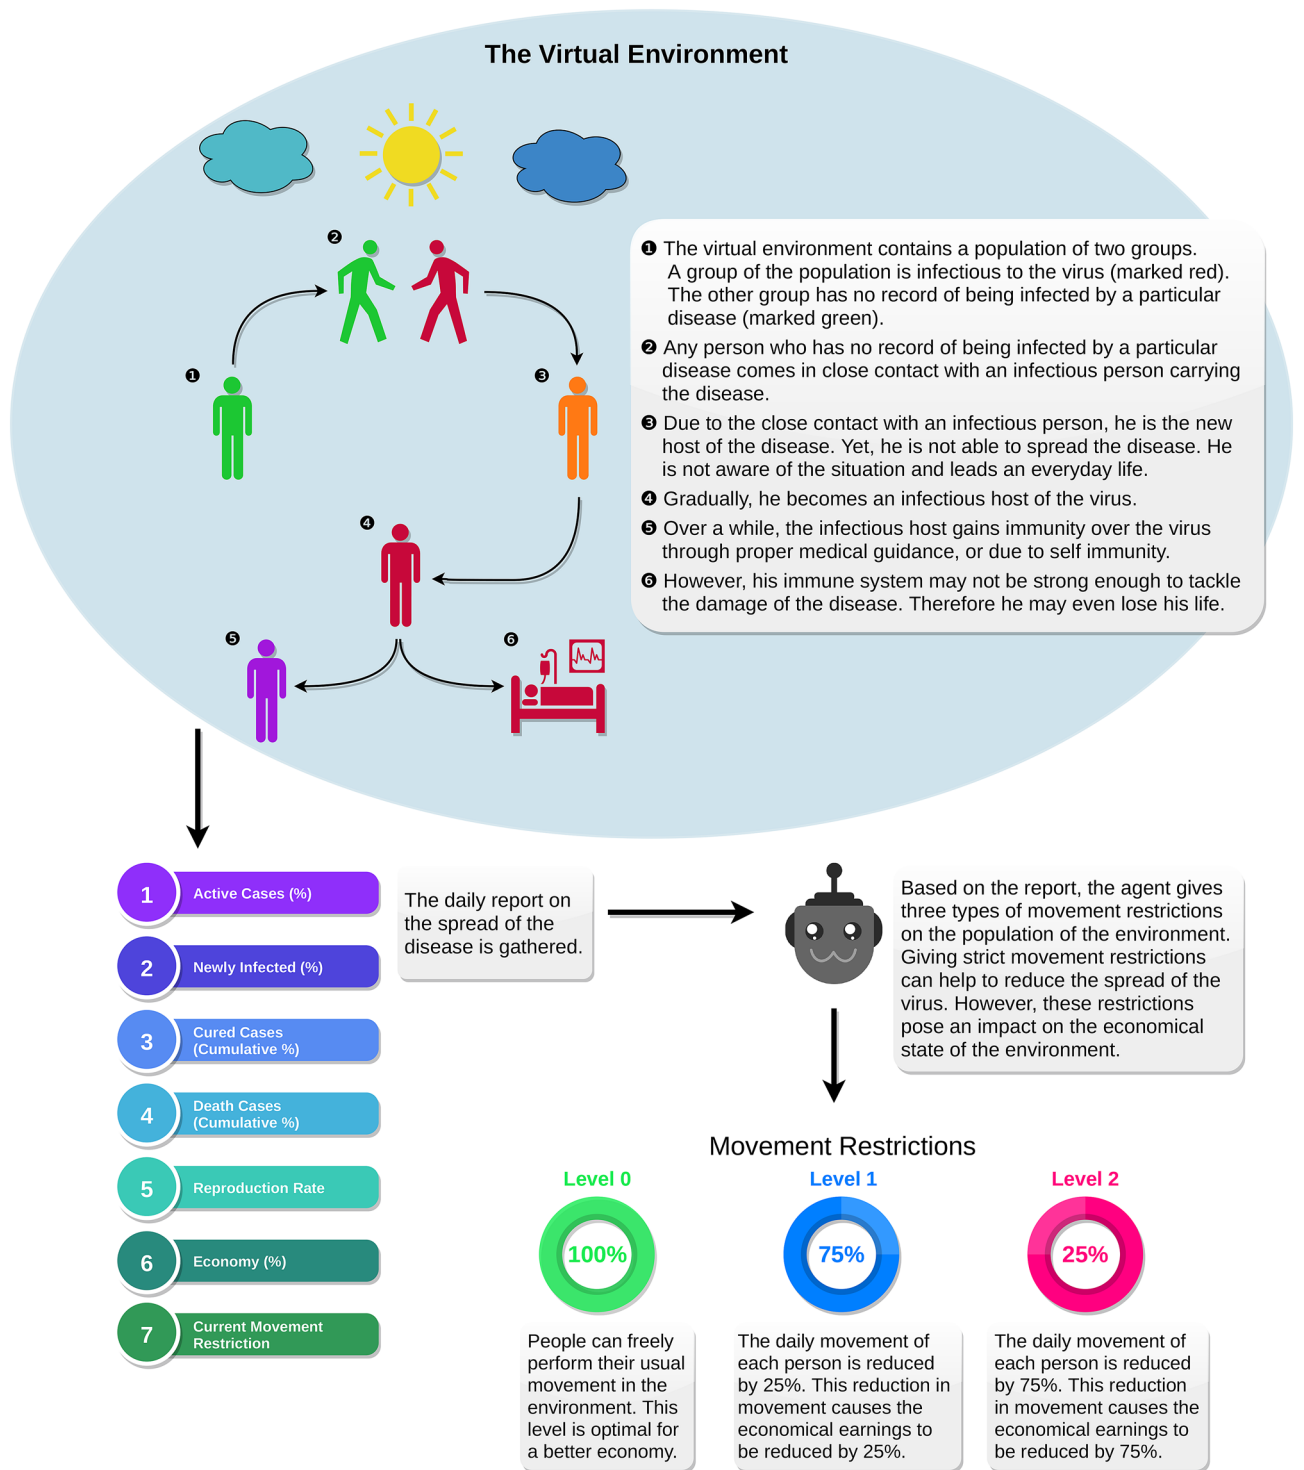 The Virtual Environment
❷
❶
❸
❹
❺
❻
❶ The virtual environment contains a population of two groups.
A group of the population is infectious to the virus (marked red).
The other group has no record of being infected by a particular
disease (marked green).
❷ Any person who has no record of being infected by a particular
disease comes in close contact with an infectious person carrying
the disease.
❸ Due to the close contact with an infectious person, he is the new
host of the disease. Yet, he is not able to spread the disease. He
is not aware of the situation and leads an everyday life.
❹ Gradually, he becomes an infectious host of the virus.
❺ Over a while, the infectious host gains immunity over the virus
through proper medical guidance, or due to self immunity.
❻ However, his immune system may not be strong enough to tackle
the damage of the disease. Therefore he may even lose his life.
1 Active Cases (%)
2 Newly Infected (%)
3 Cured Cases
(Cumulative %)
4 Death Cases
(Cumulative %)
5 Reproduction Rate
6 Economy (%)
7 Current Movement
Restriction
The daily report on
the spread of the
disease is gathered.
Based on the report, the agent gives
three types of movement restrictions
on the population of the environment.
Giving strict movement restrictions
can help to reduce the spread of the
virus. However, these restrictions
pose an impact on the economical
state of the environment.
Movement Restrictions
Level 0
100%
People can freely
perform their usual
movement in the
environment. This
level is optimal for
a better economy.
Level 1
75%
The daily movement of
each person is reduced
by 25%. This reduction in
movement causes the
economical earnings to
be reduced by 25%.
Level 2
25%
The daily movement of
each person is reduced
by 75%. This reduction
in movement causes the
economical earnings to
be reduced by 75%.